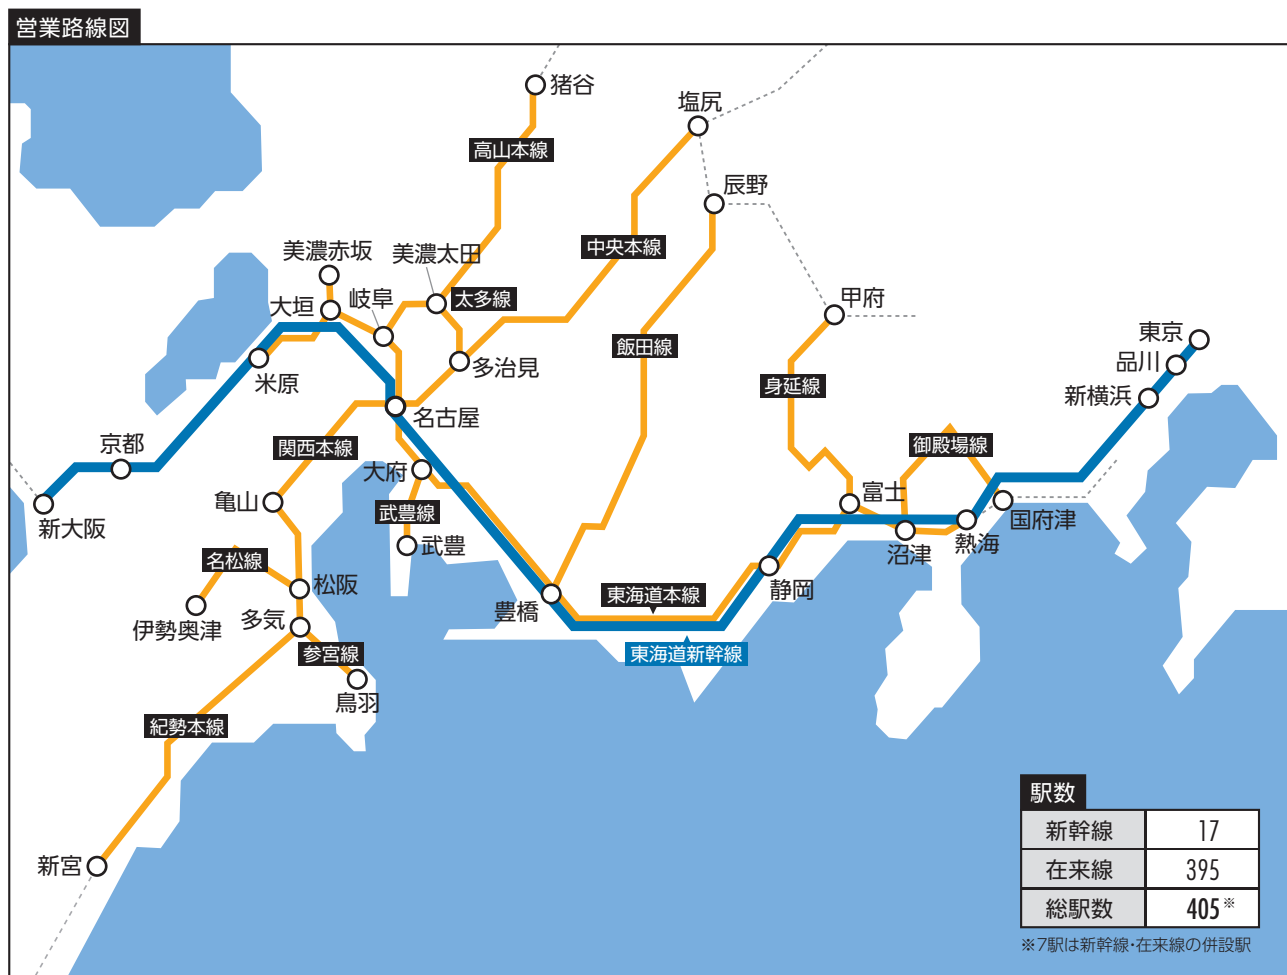 営業路線図
猪谷
塩尻
高山本線
辰野
中央本線
美濃赤坂
美濃太田
大垣
岐阜
太多線
甲府
東京
品川
飯田線
米原
多治見
身延線
新横浜
名古屋
京都
関西本線
御殿場線
大府
新大阪
亀山
武豊線
富士
国府津
武豊
沼津
熱海
名松線
松阪
静岡
豊橋
東海道本線
伊勢奥津
多気
参宮線
東海道新幹線
鳥羽
紀勢本線
新宮
駅数
新幹線 17
在来線 395
総駅数 405※
※7駅は新幹線・在来線の併設駅